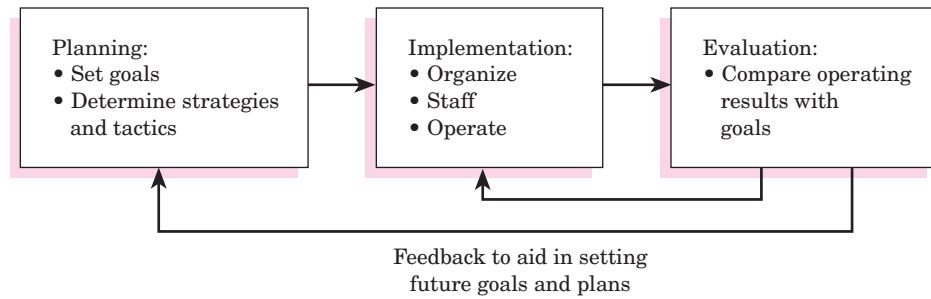 Planning:
• Set goals
• Determine strategies
and tactics
Implementation:
• Organize
• Staff
• Operate
Evaluation:
• Compare operating
results with
goals
Feedback to aid in setting
future goals and plans